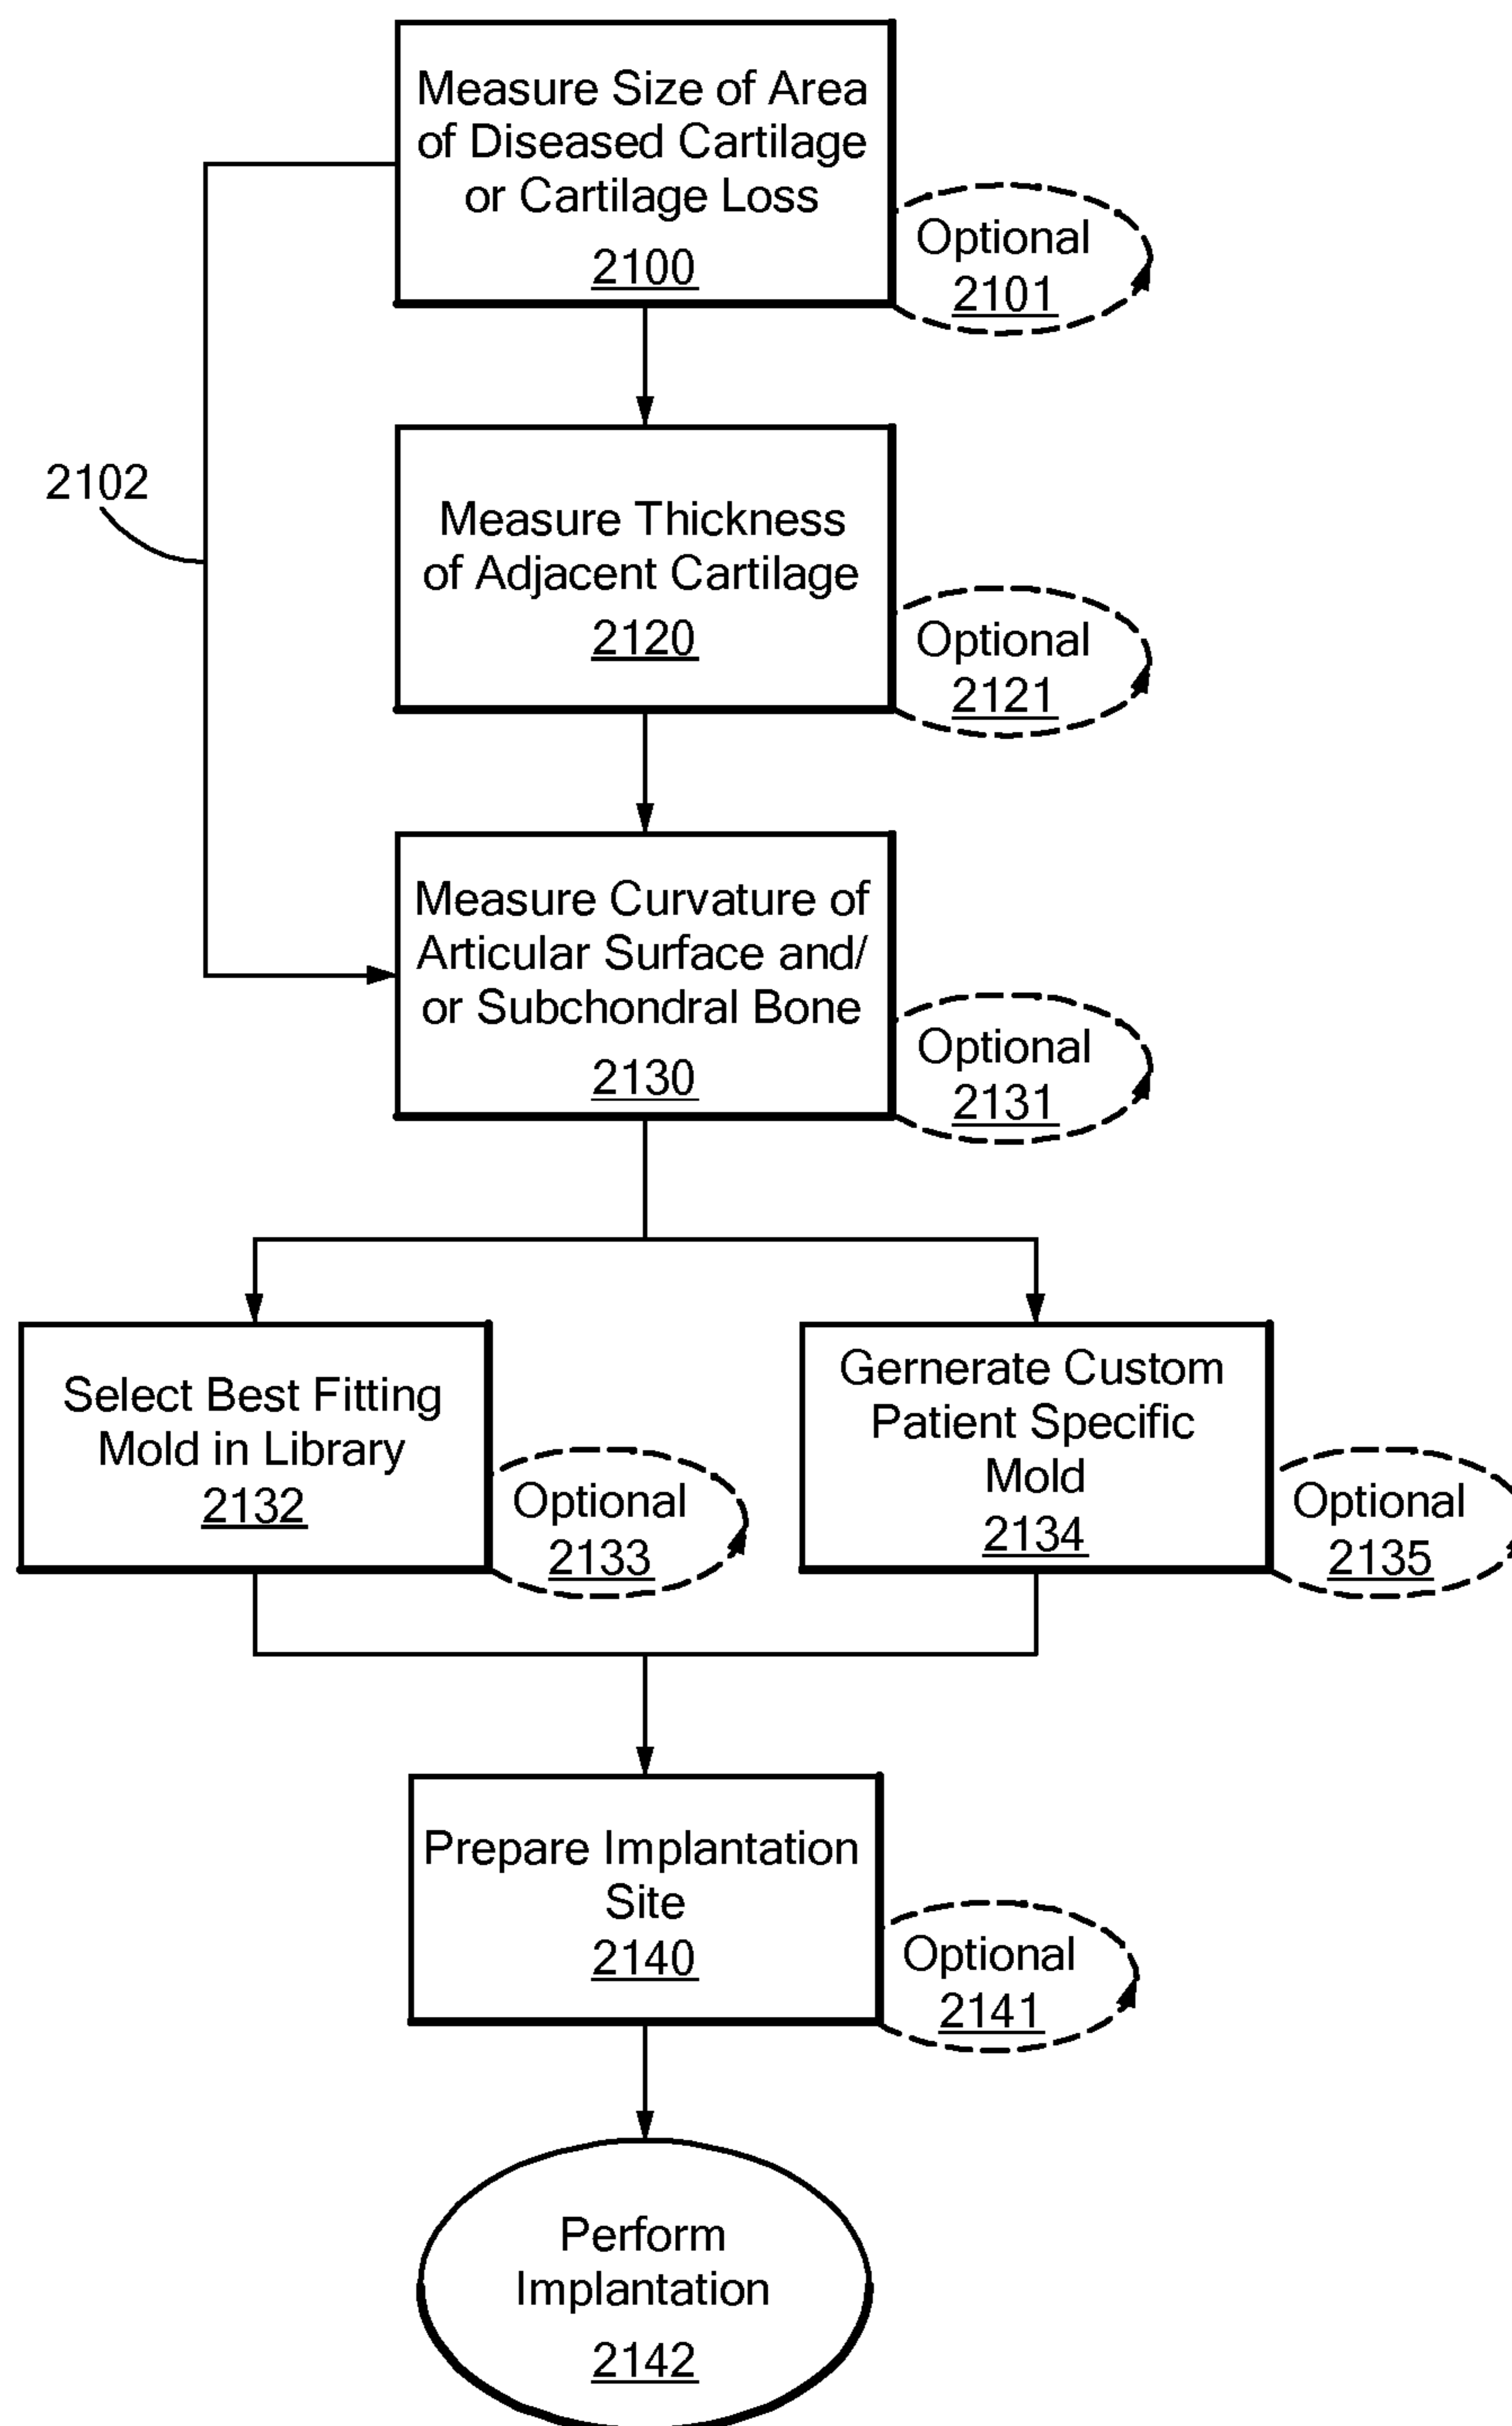 Measure Size of Area
of Diseased Cartilage
or Cartilage Loss
2100
Optional
2101
2102
Measure Thickness
of Adjacent Cartilage
2120
Optional
2121
Measure Curvature of
Articular Surface and/
or Subchondral Bone
2130
Optional
2131
Select Best Fitting
Mold in Library
2132
Optional
2133
Gernerate Custom
Patient Specific
Mold
2134
Optional
2135
Prepare Implantation
Site
2140
Optional
2141
Perform
Implantation
2142